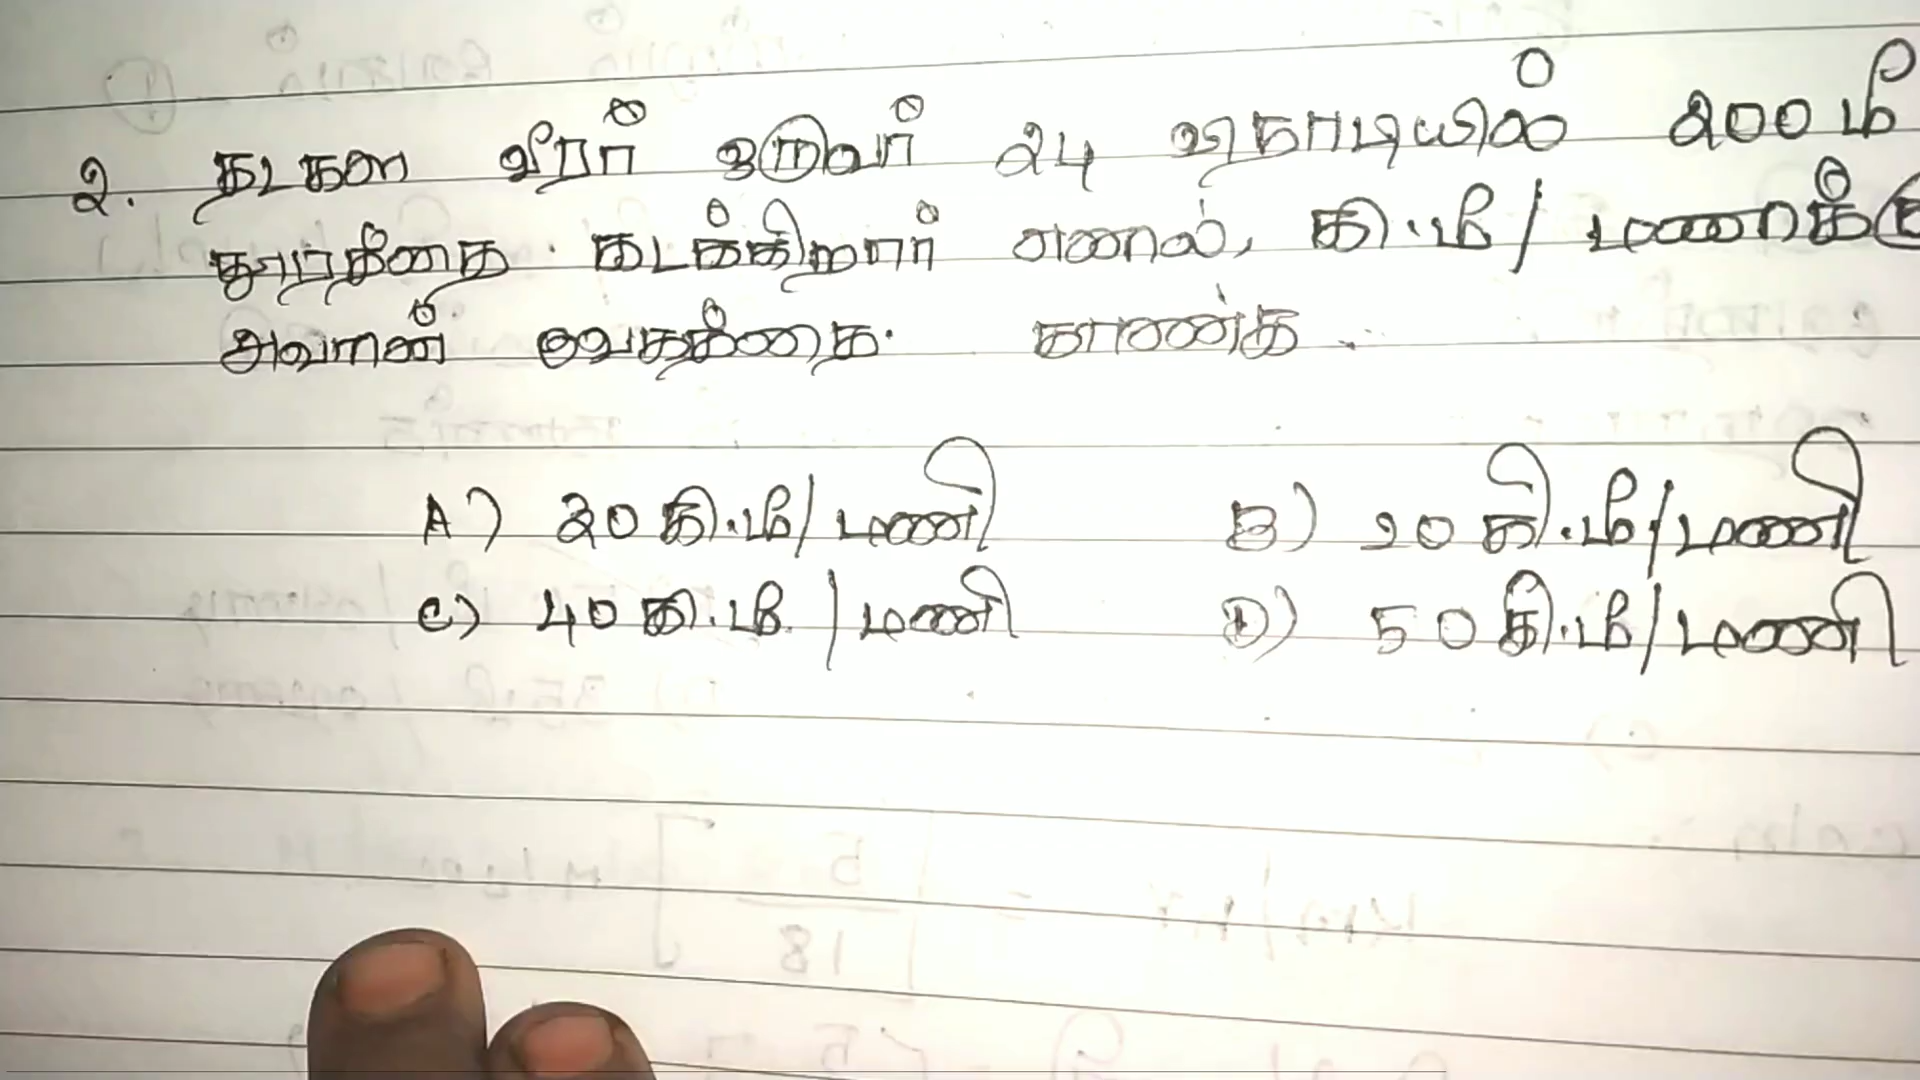 2. தடகள வீரர் ஒருவர் 24 நொடியில் 200 மீ
தூரத்தை கடக்கிறார் எனில், கி.மீ / மணிக்கு
அவரின் வேகத்தை காண்க.
A) 20 கி.மீ/மணி B) 30 கி.மீ/மணி
C) 40 கி.மீ./மணி D) 50 கி.மீ/மணி